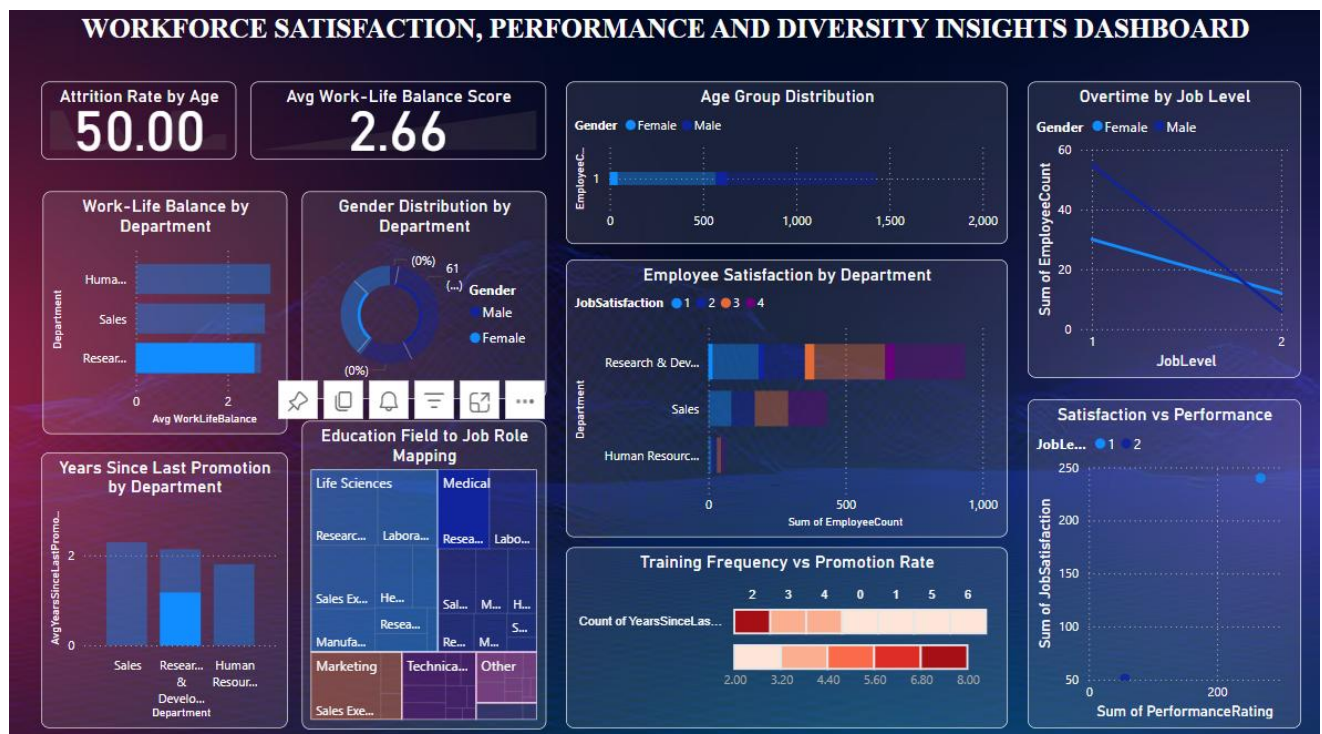 WORKFORCE SATISFACTION, PERFORMANCE AND DIVERSITY INSIGHTS DASHBOARD
Attrition Rate by Age
50.00
Avg Work-Life Balance Score
2.66
Age Group Distribution
Gender Female Male
EmployeeC...
1
0 500 1,000 1,500 2,000
Overtime by Job Level
Gender Female Male
Sum of EmployeeCount
60
40
20
0
1 2
JobLevel
Work-Life Balance by
Department
Department
Huma...
Sales
Resear...
0 2
Avg WorkLifeBalance
Gender Distribution by
Department
(0%)
61
(...)
Gender
Male
Female
(0%)
Employee Satisfaction by Department
JobSatisfaction 1 2 3 4
Department
Research & Dev...
Sales
Human Resourc...
0 500 1,000
Sum of EmployeeCount
Years Since Last Promotion
by Department
AvgYearsSinceLastPromo...
2
0
Sales Resear... Human
& Resour...
Develo...
Department
Education Field to Job Role
Mapping
Life Sciences Medical
Researc... Labora... Resea... Labo...
Sales Ex... He... Sal... M... H...
Resea... S...
Manufa... Re... M...
Marketing Technica... Other
Sales Exe...
Training Frequency vs Promotion Rate
2 3 4 0 1 5 6
Count of YearsSinceLas...
2.00 3.20 4.40 5.60 6.80 8.00
Satisfaction vs Performance
JobLe... 1 2
Sum of JobSatisfaction
250
200
150
100
50
0 200
Sum of PerformanceRating